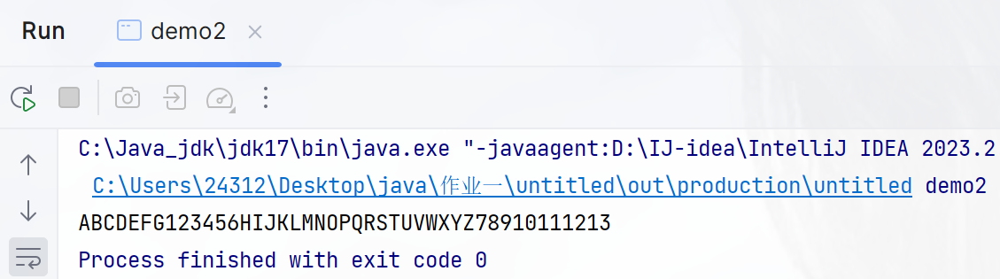 Run demo2
C:\Java_jdk\jdk17\bin\java.exe "-javaagent:D:\IJ-idea\IntelliJ IDEA 2023.2
C:\Users\24312\Desktop\java\作业一\untitled\out\production\untitled demo2
ABCDEFG123456HIJKLMNOPQRSTUVWXYZ78910111213
Process finished with exit code 0